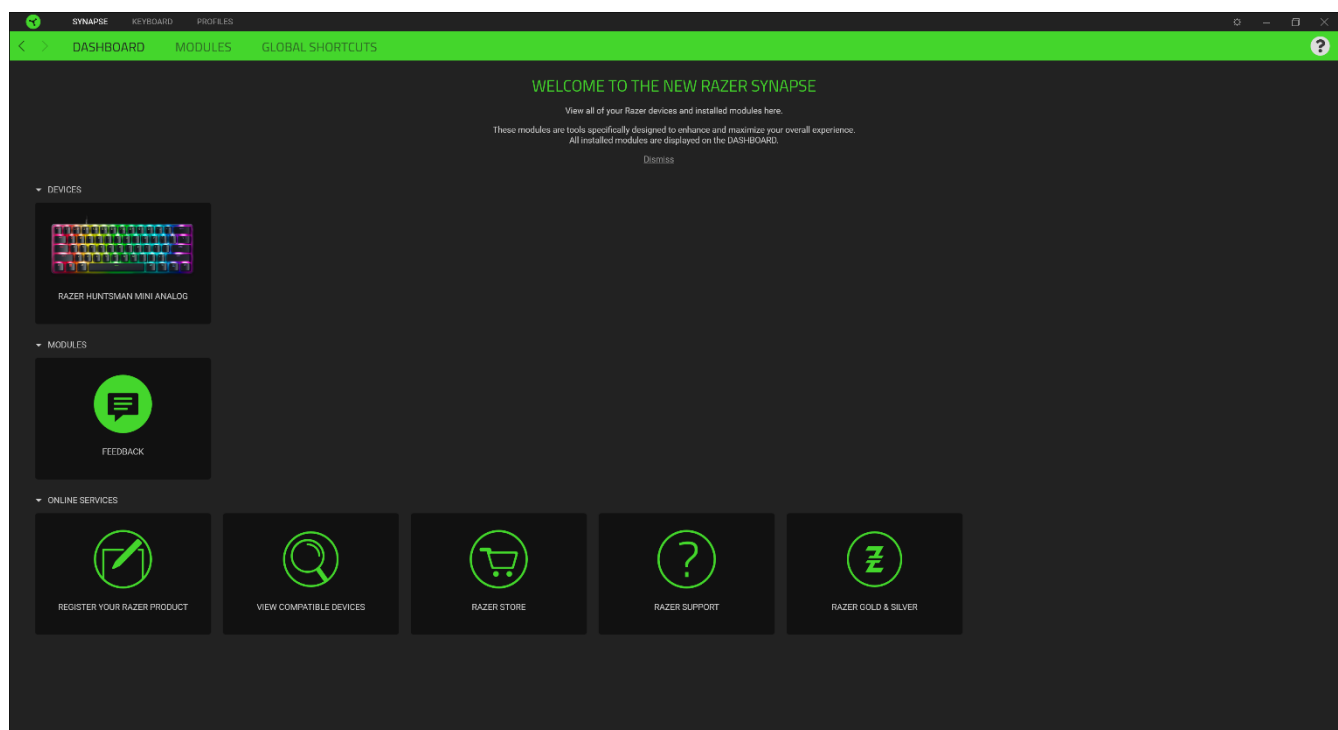 SYNAPSE KEYBOARD PROFILES
DASHBOARD MODULES GLOBAL SHORTCUTS
?
WELCOME TO THE NEW RAZER SYNAPSE
View all of your Razer devices and installed modules here.
These modules are tools specifically designed to enhance and maximize your overall experience.
All installed modules are displayed on the DASHBOARD.
Dismiss
DEVICES
RAZER HUNTSMAN MINI ANALOG
MODULES
FEEDBACK
ONLINE SERVICES
REGISTER YOUR RAZER PRODUCT
VIEW COMPATIBLE DEVICES
RAZER STORE
?
RAZER SUPPORT
RAZER GOLD & SILVER